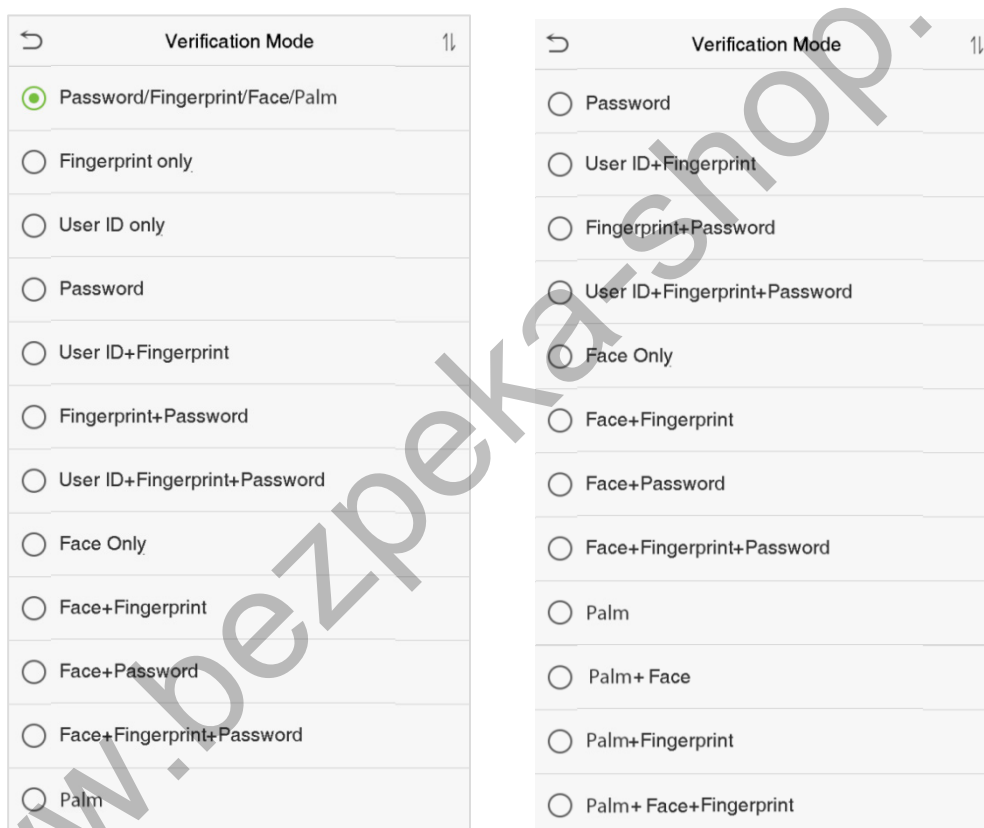 Verification Mode
Password/Fingerprint/Face/Palm
Fingerprint only
User ID only
Password
User ID+Fingerprint
Fingerprint+Password
User ID+Fingerprint+Password
Face Only
Face+Fingerprint
Face+Password
Face+Fingerprint+Password
Palm
Verification Mode
Password
User ID+Fingerprint
Fingerprint+Password
User ID+Fingerprint+Password
Face Only
Face+Fingerprint
Face+Password
Face+Fingerprint+Password
Palm
Palm+ Face
Palm+Fingerprint
Palm+ Face+Fingerprint
w.bezpeka-shop.